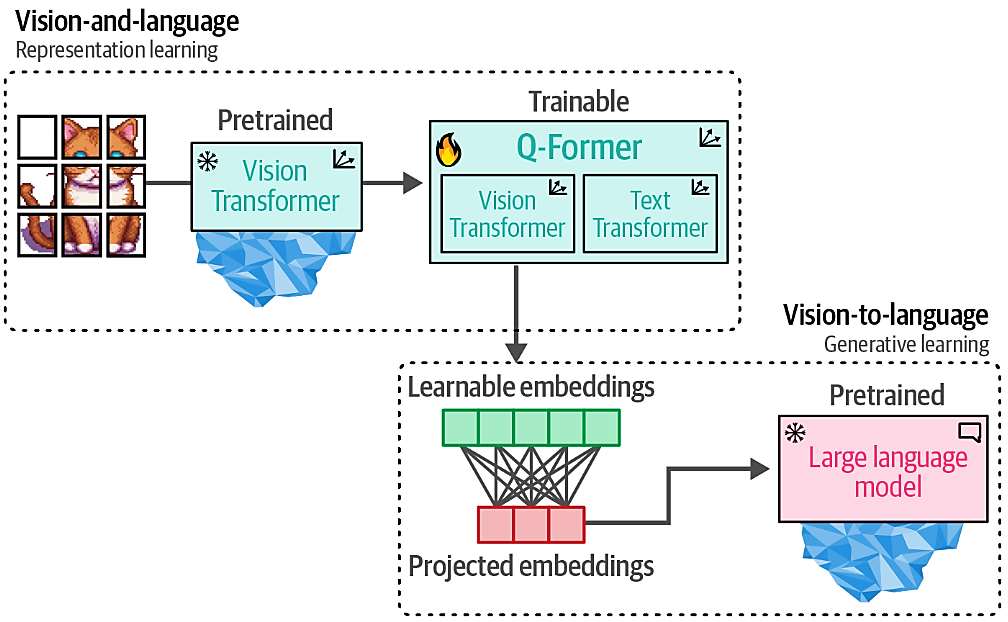 Vision-and-language
Representation learning
Pretrained
Vision
Transformer
Trainable
Q-Former
Vision
Transformer
Text
Transformer
Vision-to-language
Generative learning
Learnable embeddings
Projected embeddings
Pretrained
Large language
model